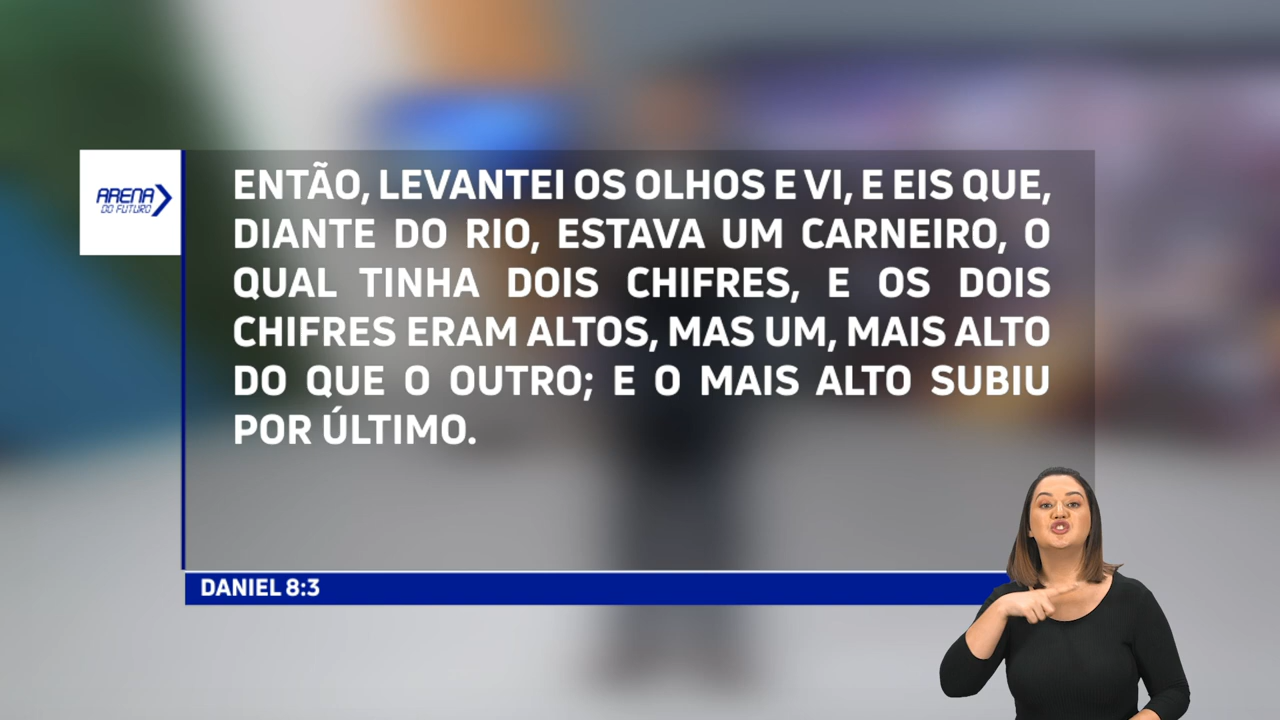 ARENA
DO FUTURO
ENTÃO, LEVANTEI OS OLHOS E VI, E EIS QUE,
DIANTE DO RIO, ESTAVA UM CARNEIRO, O
QUAL TINHA DOIS CHIFRES, E OS DOIS
CHIFRES ERAM ALTOS, MAS UM, MAIS ALTO
DO QUE O OUTRO; E O MAIS ALTO SUBIU
POR ÚLTIMO.
DANIEL 8:3